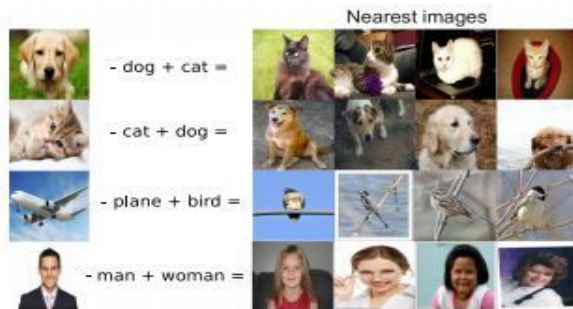 Nearest images
- dog + cat =
- cat + dog =
- plane + bird =
- man + woman =